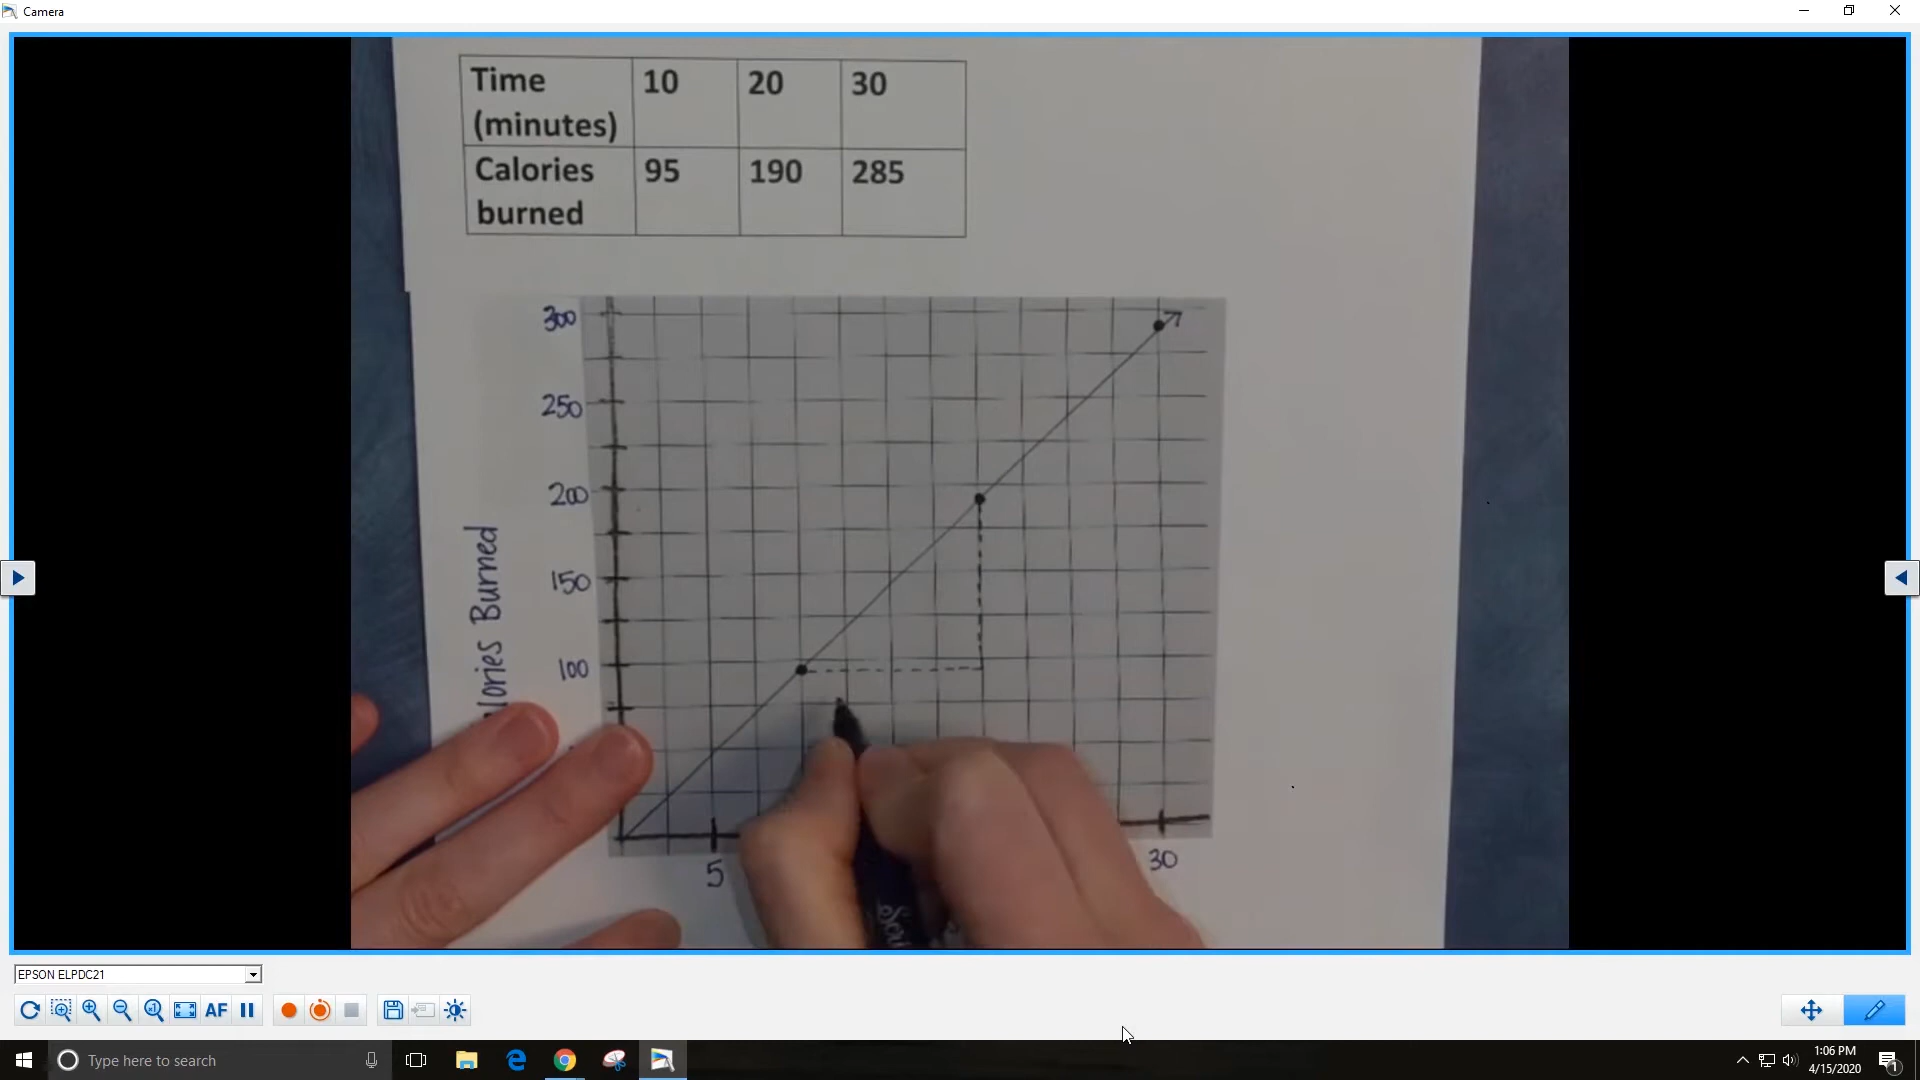 Camera
Time (minutes) 10 20 30
Calories burned 95 190 285
300
250
200
150
100
Burned
5
30
EPSON ELPDC21
AF
Type here to search
1:06 PM
4/15/2020
1